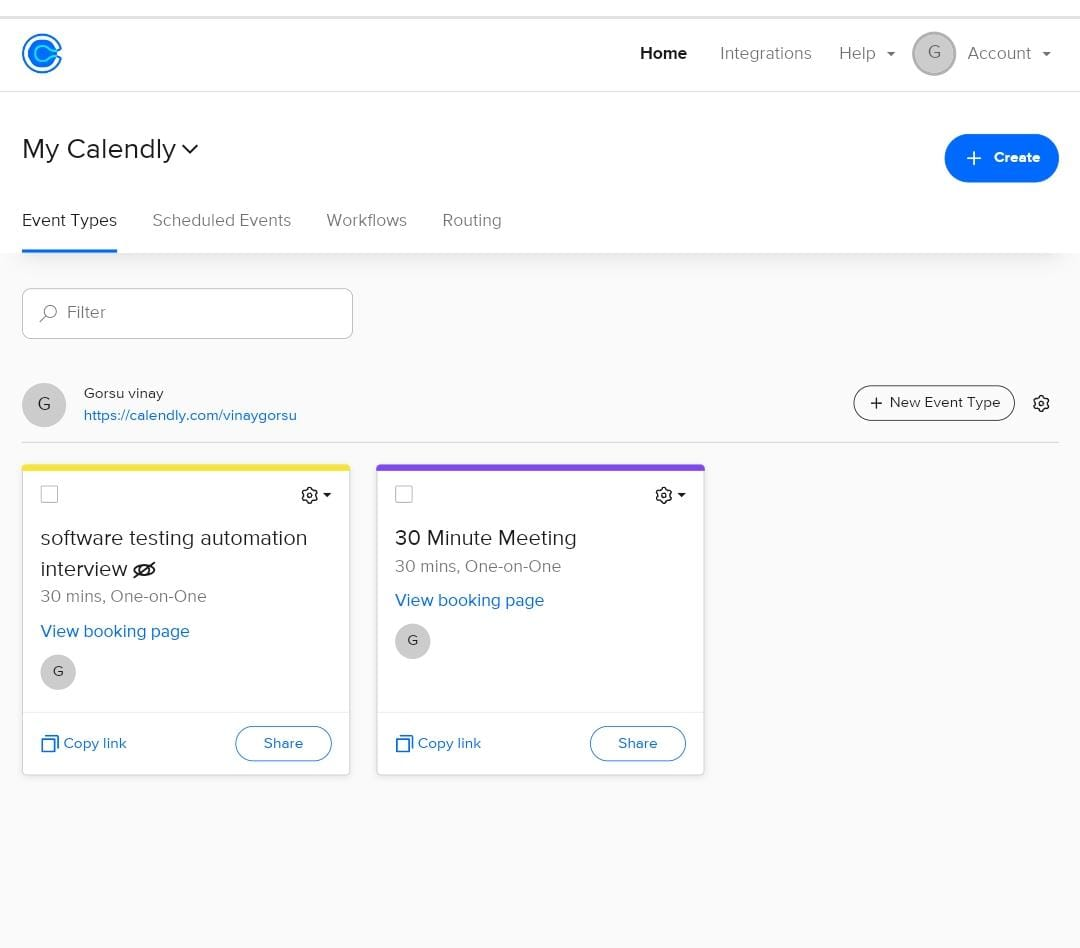 Home Integrations Help G Account
My Calendly
+ Create
Event Types Scheduled Events Workflows Routing
Filter
G
Gorsu vinay
https://calendly.com/vinaygorsu
+ New Event Type
software testing automation
interview
30 mins, One-on-One
View booking page
G
Copy link Share
30 Minute Meeting
30 mins, One-on-One
View booking page
G
Copy link Share